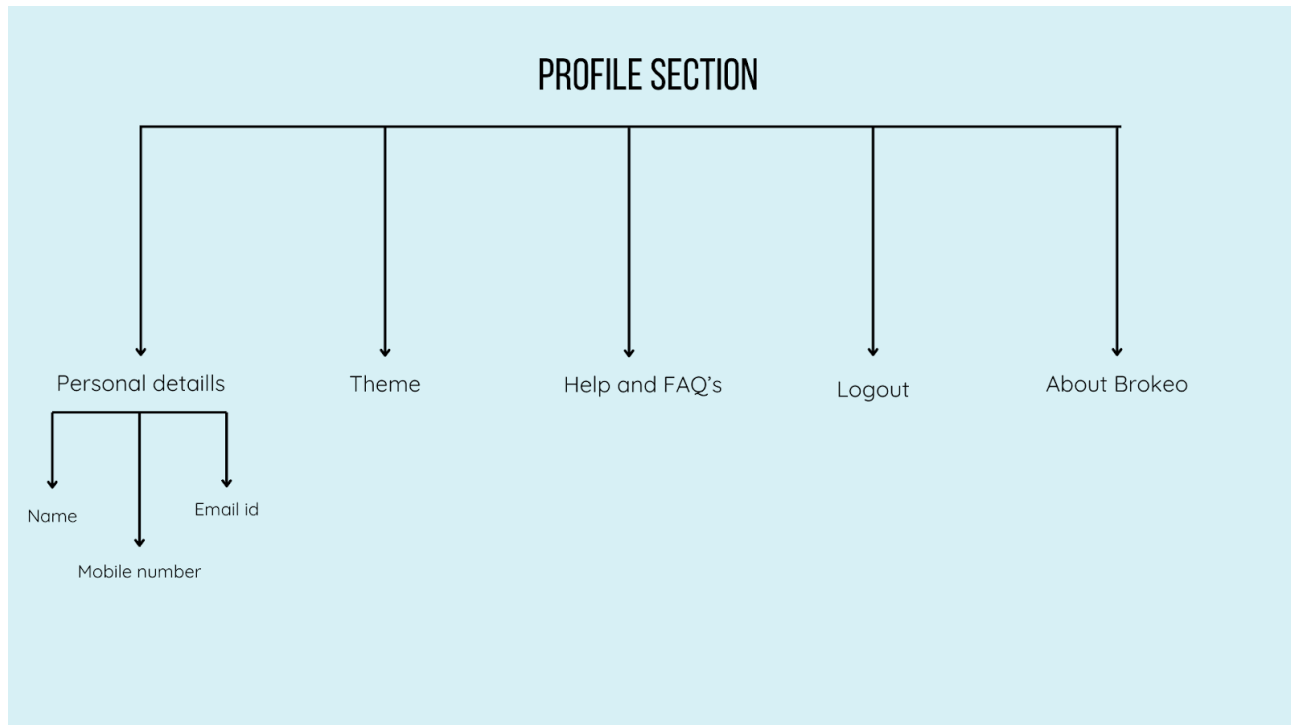 PROFILE SECTION
Personal detaills
Theme
Help and FAQ’s
Logout
About Brokeo
Name
Email id
Mobile number